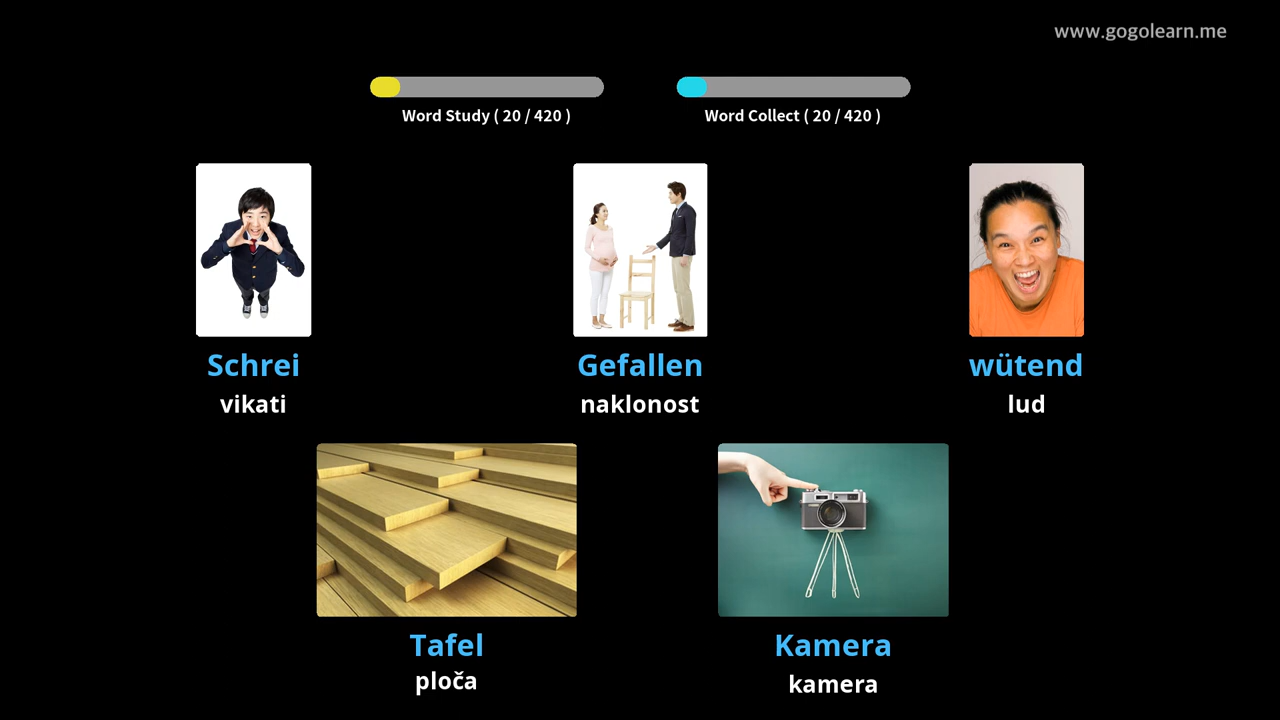 www.gogolearn.me
Word Study ( 20 / 420 )
Word Collect ( 20 / 420 )
Schrei
vikati
Gefallen
naklonost
wütend
lud
Tafel
ploča
Kamera
kamera